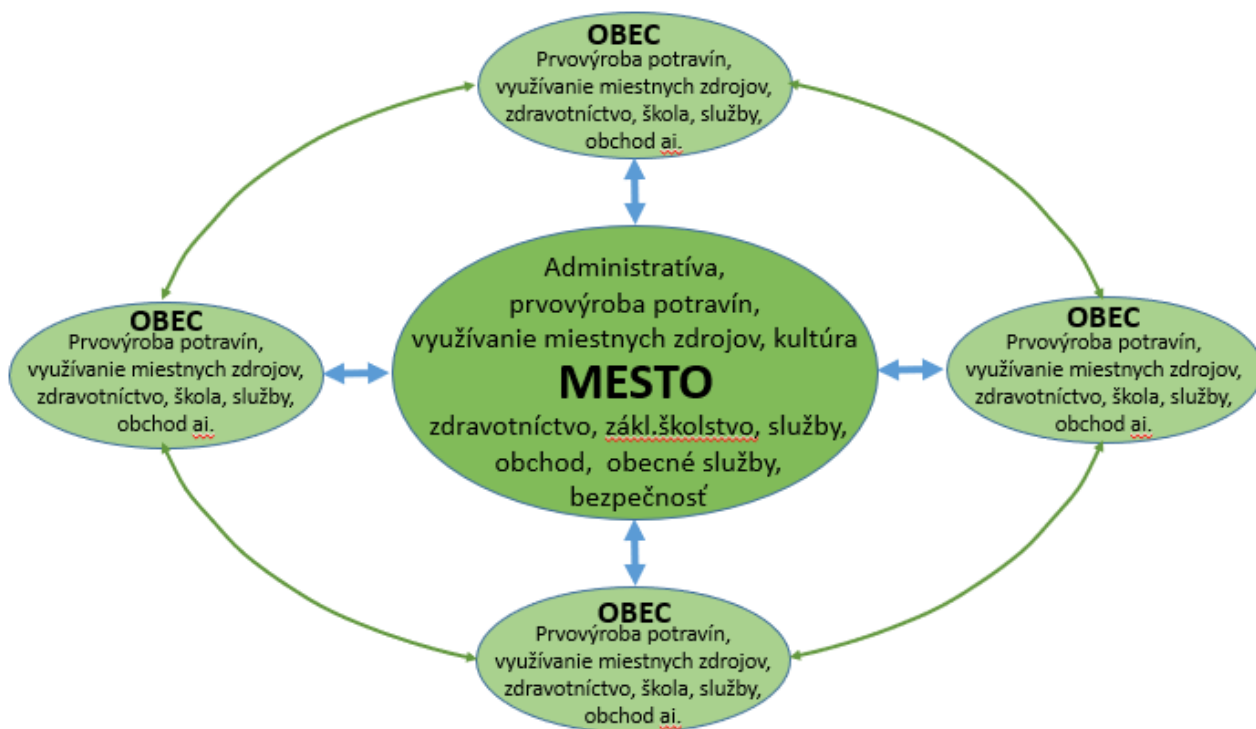 OBEC
Prvovýroba potravín,
využívanie miestnych zdrojov,
zdravotníctvo, škola, služby,
obchod ai.
Administratíva,
prvovýroba potravín,
využívanie miestnych zdrojov, kultúra
MESTO
zdravotníctvo, zákl.školstvo, služby,
obchod, obecné služby,
bezpečnosť
OBEC
Prvovýroba potravín,
využívanie miestnych zdrojov,
zdravotníctvo, škola, služby,
obchod ai.
OBEC
Prvovýroba potravín,
využívanie miestnych zdrojov,
zdravotníctvo, škola, služby,
obchod ai.
OBEC
Prvovýroba potravín,
využívanie miestnych zdrojov,
zdravotníctvo, škola, služby,
obchod ai.